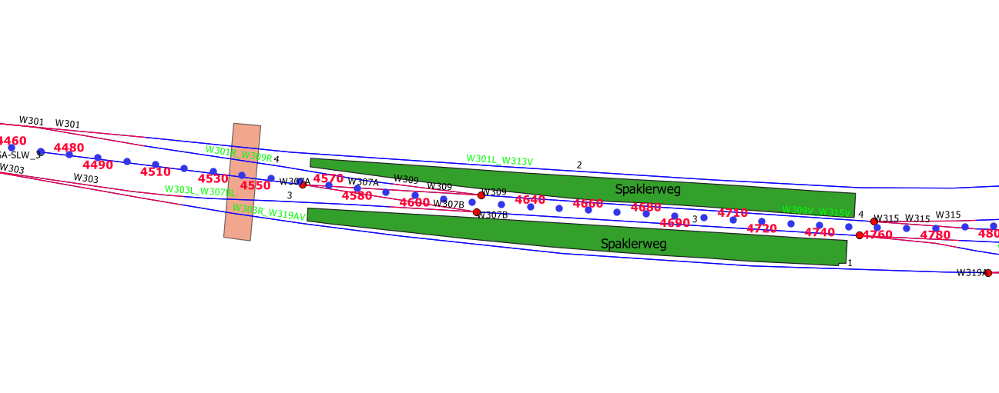 W301 W301
4460
4480
SA-SLW_3
4490
W303
W303
4510
W301R_W309R
4
4530
4550
W303L_W307BL
3
W303R_W319AV
W307A
4570
W307A
4580
W309
W309
W309
4600
W307B
W307B
W301L_W313V
2
Spaklerweg
4640
4660
4680
4690
3
4710
4720
W309V_W315V
4740
4
W315 W315
W315
4760
4780
480
Spaklerweg
1
W319A